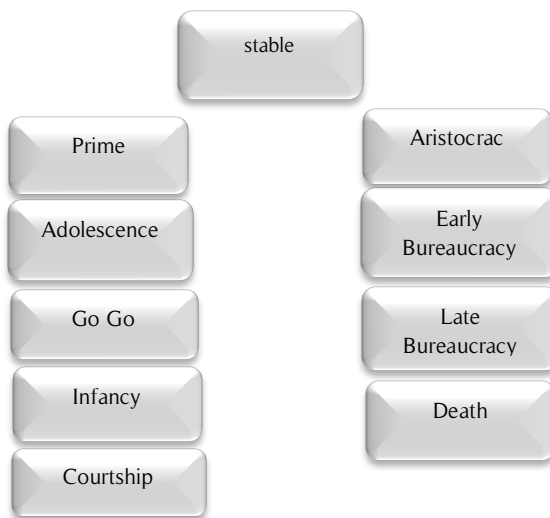 stable
Prime
Adolescence
Go Go
Infancy
Courtship
Aristocrac
Early
Bureaucracy
Late
Bureaucracy
Death